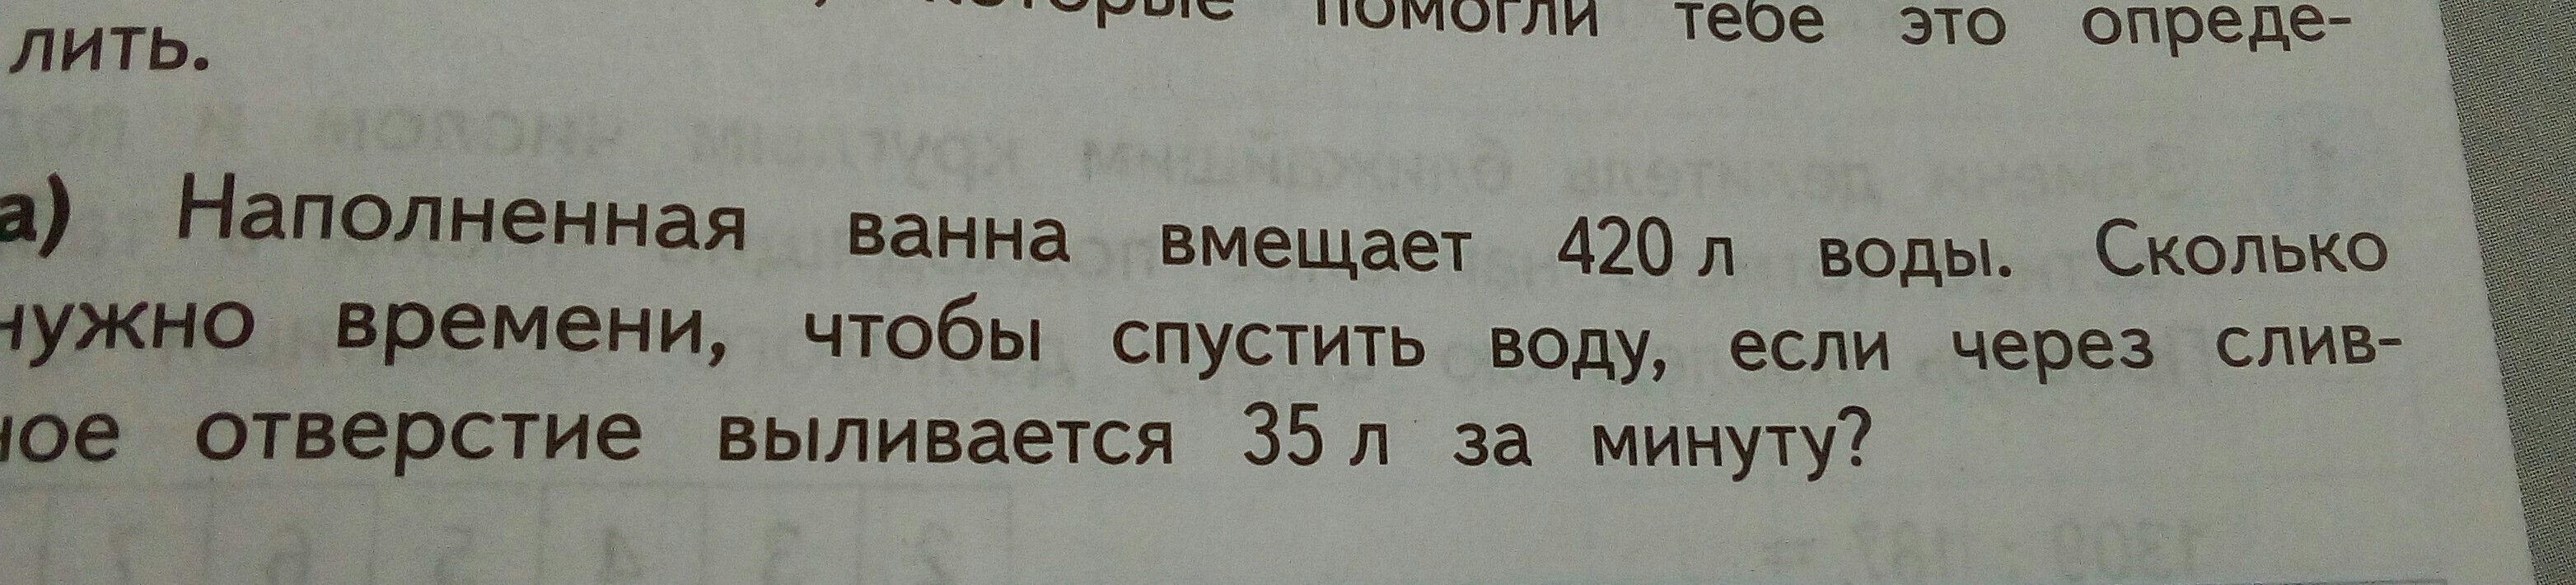 которые помогли тебе это опреде-
лить.
а) Наполненная ванна вмещает 420 л воды. Сколько
нужно времени, чтобы спустить воду, если через слив-
ное отверстие выливается 35 л за минуту?